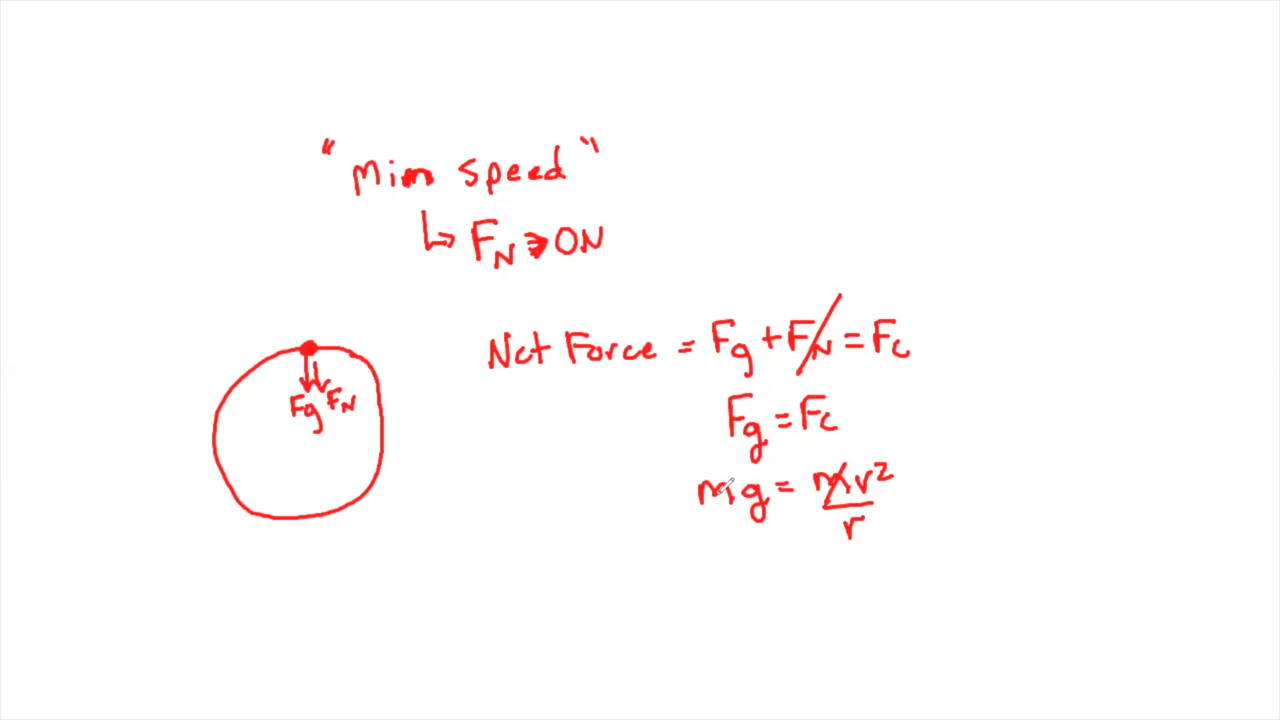 "Min speed"
↳ F_N → 0N
Net Force = Fg + F_N = Fc
Fg F_N
Fg = Fc
mg = mv²/r